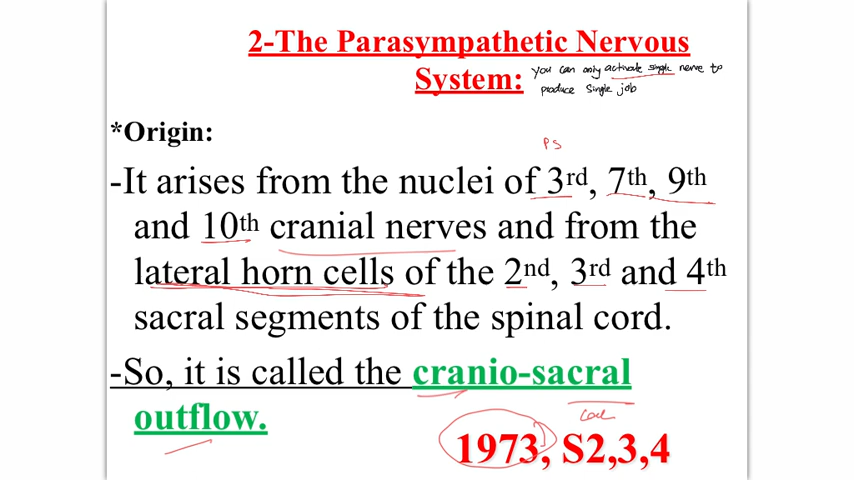 2-The Parasympathetic Nervous
System: you can only activate single nerve to
produce single job
*Origin:
PS
-It arises from the nuclei of 3rd, 7th, 9th
and 10th cranial nerves and from the
lateral horn cells of the 2nd, 3rd and 4th
sacral segments of the spinal cord.
-So, it is called the cranio-sacral
outflow.
1973, S2,3,4